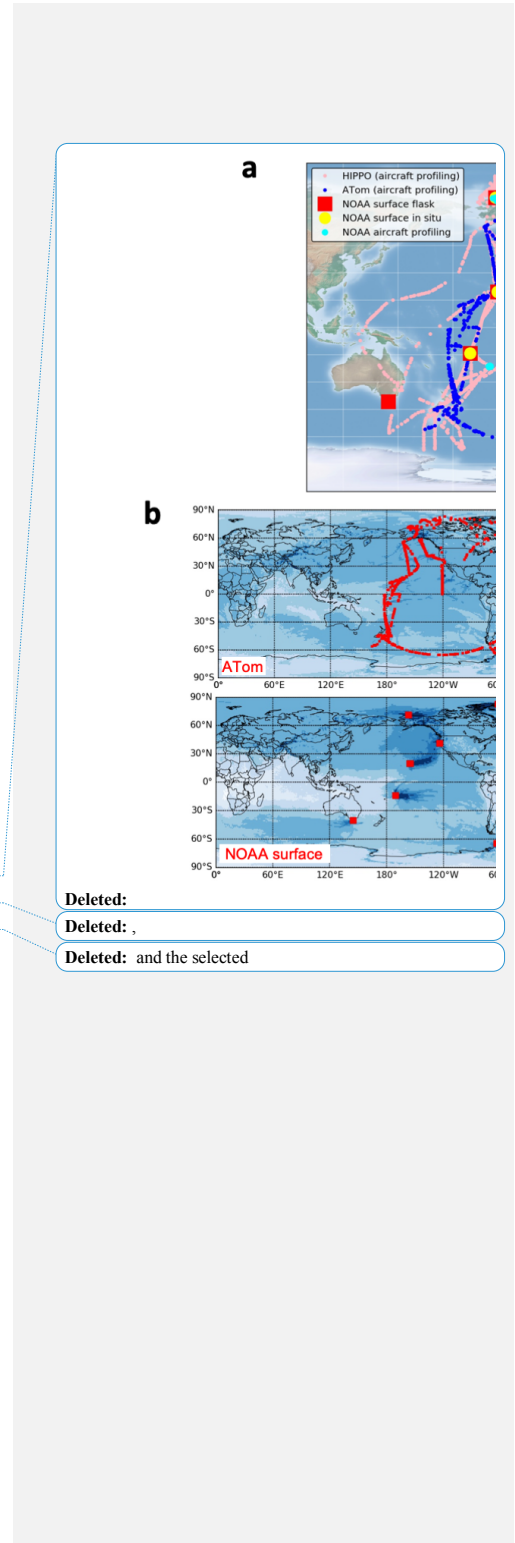 a
HIPPO (aircraft profiling)
ATom (aircraft profiling)
NOAA surface flask
NOAA surface in situ
NOAA aircraft profiling
b
90°N
60°N
30°N
0°
30°S
60°S
90°S
ATom
0° 60°E 120°E 180° 120°W 60
90°N
60°N
30°N
0°
30°S
60°S
90°S
NOAA surface
0° 60°E 120°E 180° 120°W 60
Deleted:
Deleted: ,
Deleted: and the selected